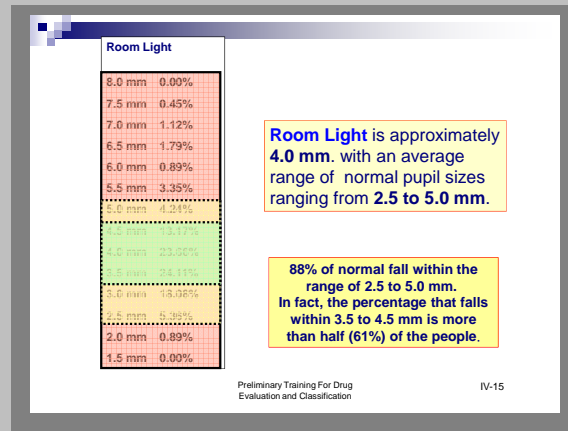 Room Light
8.0 mm 0.00%
7.5 mm 0.45%
7.0 mm 1.12%
6.5 mm 1.79%
6.0 mm 0.89%
5.5 mm 3.35%
5.0 mm 4.24%
4.5 mm 13.17%
4.0 mm 23.66%
3.5 mm 24.11%
3.0 mm 18.08%
2.5 mm 5.36%
2.0 mm 0.89%
1.5 mm 0.00%
Room Light is approximately
4.0 mm. with an average
range of normal pupil sizes
ranging from 2.5 to 5.0 mm.
88% of normal fall within the
range of 2.5 to 5.0 mm.
In fact, the percentage that falls
within 3.5 to 4.5 mm is more
than half (61%) of the people.
Preliminary Training For Drug
Evaluation and Classification
IV-15